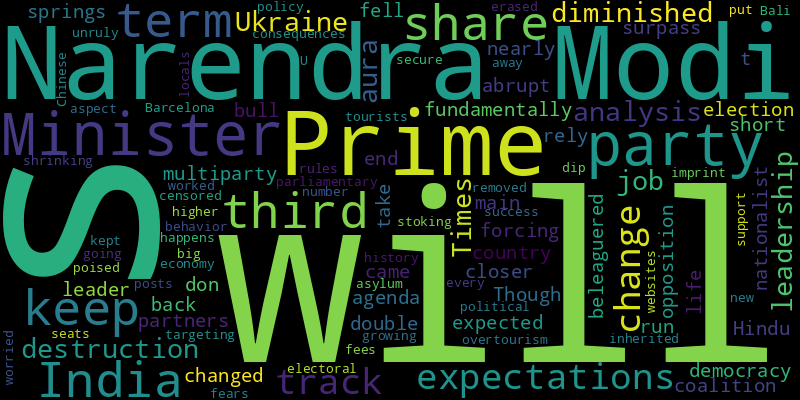 springs
term
policy
Ukraine
fell
share
erased
diminished
put
Bali
unruly
consequences
U
aura
nearly
surpass
Narendra Modi
Chinese
locals
secure
away
abrupt
t
aspect
Barcelona
bull
tourists
fundamentally
analysis
election
Minister
Prime
rely
party
short
shrinking
end
multiparty
rules
parliamentary
dip
imprint
job
worked
censored
number
take
removed
main
success
higher
third
stoking
Times
forcing
beleaguered
change
websites
opposition
support
nationalist
leadership
behavior
happens
kept
going
big
economy
history
country
S
Will
poised
came
closer
life
leader
don
posts
asylum
agenda
Though
every
new
keep
back
partners
double
political
expected
run
Hindu
seats
targeting
growing
overtourism
inherited
worried
destruction
fees
democracy
India
changed
electoral
track
expectations
coalition
fears